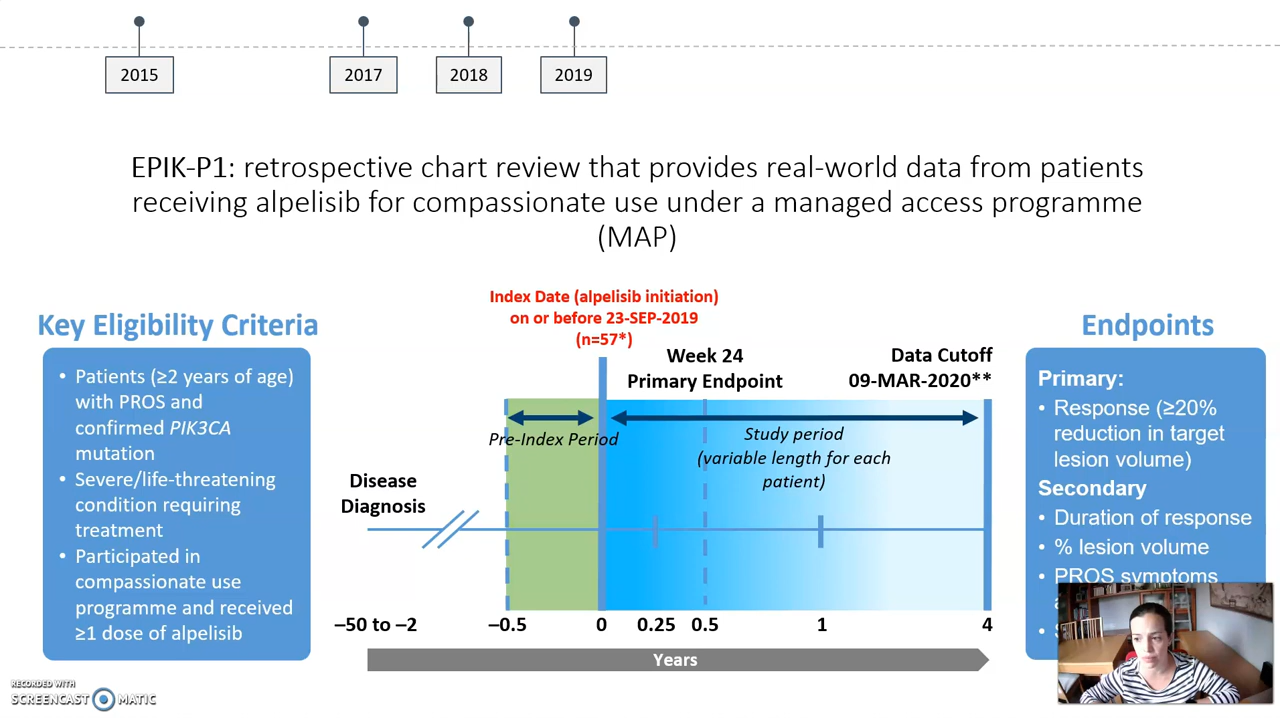 2015
2017
2018
2019
EPIK-P1: retrospective chart review that provides real-world data from patients
receiving alpelisib for compassionate use under a managed access programme
(MAP)
Key Eligibility Criteria
• Patients (≥2 years of age)
with PROS and
confirmed PIK3CA
mutation
• Severe/life-threatening
condition requiring
treatment
• Participated in
compassionate use
programme and received
≥1 dose of alpelisib
Index Date (alpelisib initiation)
on or before 23-SEP-2019
(n=57*)
Week 24
Primary Endpoint
Data Cutoff
09-MAR-2020**
Pre-Index Period
Study period
(variable length for each
patient)
Disease
Diagnosis
–50 to –2
–0.5
0
0.25
0.5
1
4
Years
Endpoints
Primary:
• Response (≥20%
reduction in target
lesion volume)
Secondary
• Duration of response
• % lesion volume
• PROS symptoms
RECORDED WITH
SCREENCAST MATIC